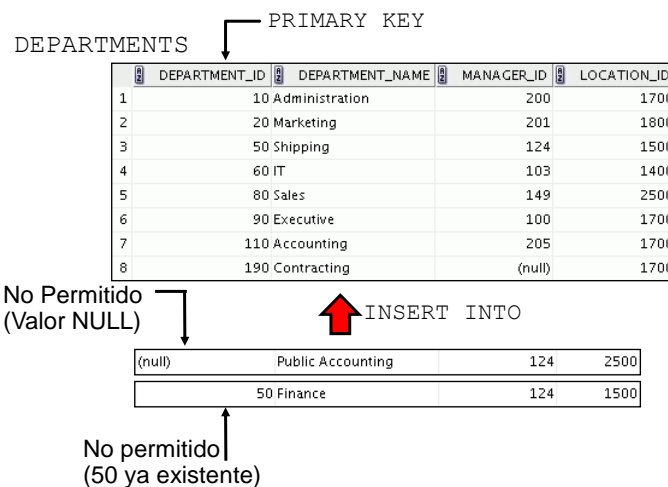 PRIMARY KEY
DEPARTMENTS
DEPARTMENT_ID DEPARTMENT_NAME MANAGER_ID LOCATION_ID
1 10 Administration 200 1700
2 20 Marketing 201 1800
3 50 Shipping 124 1500
4 60 IT 103 1400
5 80 Sales 149 2500
6 90 Executive 100 1700
7 110 Accounting 205 1700
8 190 Contracting (null) 1700
No Permitido
(Valor NULL)
INSERT INTO
(null) Public Accounting 124 2500
50 Finance 124 1500
No permitido
(50 ya existente)